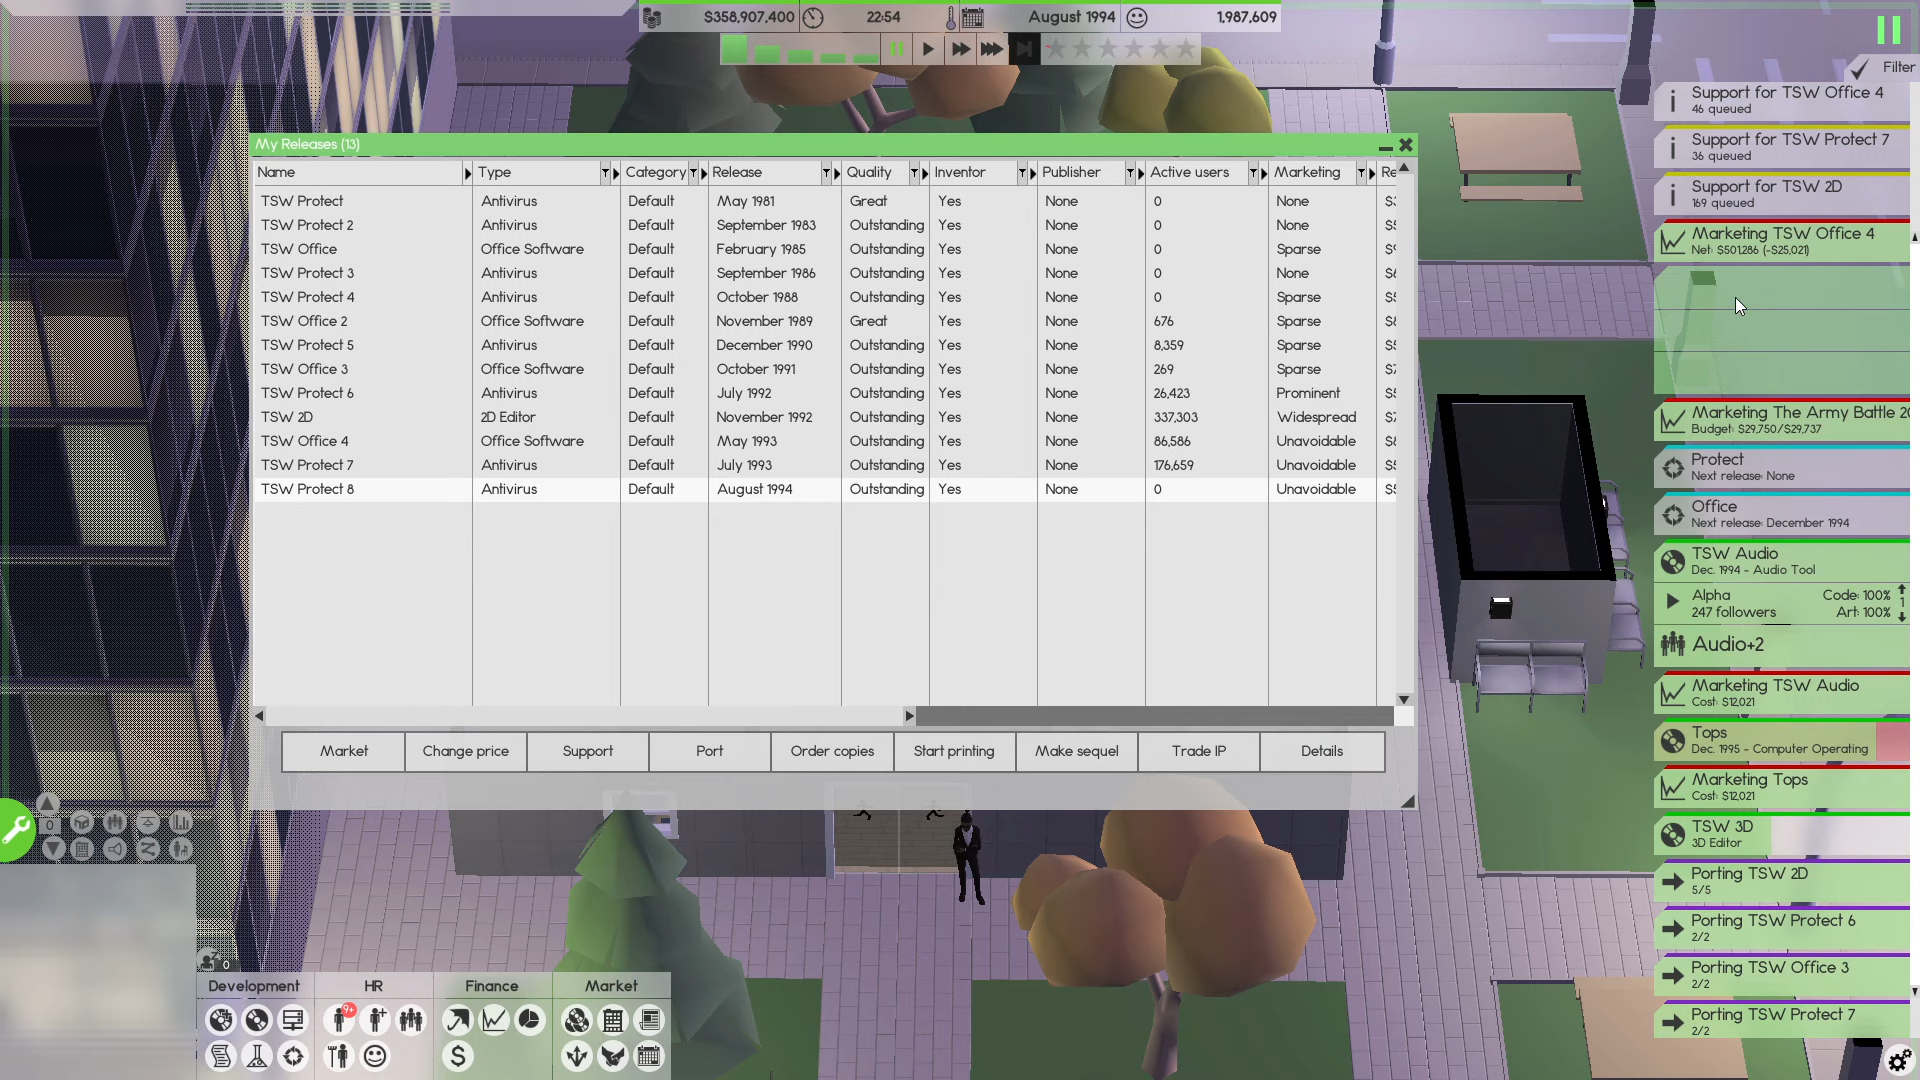 $358,907,400
22:54
August 1994
1,987,609
Filter
My Releases (13)
Name Type Category Release Quality Inventor Publisher Active users Marketing Re
TSW Protect Antivirus Default May 1981 Great Yes None 0 None
TSW Protect 2 Antivirus Default September 1983 Outstanding Yes None 0 None
TSW Office Office Software Default February 1985 Outstanding Yes None 0 Sparse
TSW Protect 3 Antivirus Default September 1986 Outstanding Yes None 0 None
TSW Protect 4 Antivirus Default October 1988 Outstanding Yes None 0 Sparse
TSW Office 2 Office Software Default November 1989 Great Yes None 676 Sparse
TSW Protect 5 Antivirus Default December 1990 Outstanding Yes None 8,359 Sparse
TSW Office 3 Office Software Default October 1991 Outstanding Yes None 269 Sparse
TSW Protect 6 Antivirus Default July 1992 Outstanding Yes None 26,423 Prominent
TSW 2D 2D Editor Default November 1992 Outstanding Yes None 337,303 Widespread
TSW Office 4 Office Software Default May 1993 Outstanding Yes None 86,586 Unavoidable
TSW Protect 7 Antivirus Default July 1993 Outstanding Yes None 176,659 Unavoidable
TSW Protect 8 Antivirus Default August 1994 Outstanding Yes None 0 Unavoidable
Market Change price Support Port Order copies Start printing Make sequel Trade IP Details
Support for TSW Office 4
46 queued
Support for TSW Protect 7
36 queued
Support for TSW 2D
169 queued
Marketing TSW Office 4
Net: $501,286 (-$25,021)
Marketing The Army Battle
Budget: $29,750/$29,737
Protect
Next release: None
Office
Next release: December 1994
TSW Audio
Dec. 1994 - Audio Tool
Alpha Code: 100%
247 followers Art: 100%
1
Audio+2
Marketing TSW Audio
Cost: $12,021
Tops
Dec. 1995 - Computer Operating
Marketing Tops
Cost: $12,021
TSW 3D
3D Editor
Porting TSW 2D
5/5
Porting TSW Protect 6
2/2
Porting TSW Office 3
2/2
Porting TSW Protect 7
2/2
0
0
Development HR Finance Market
9+